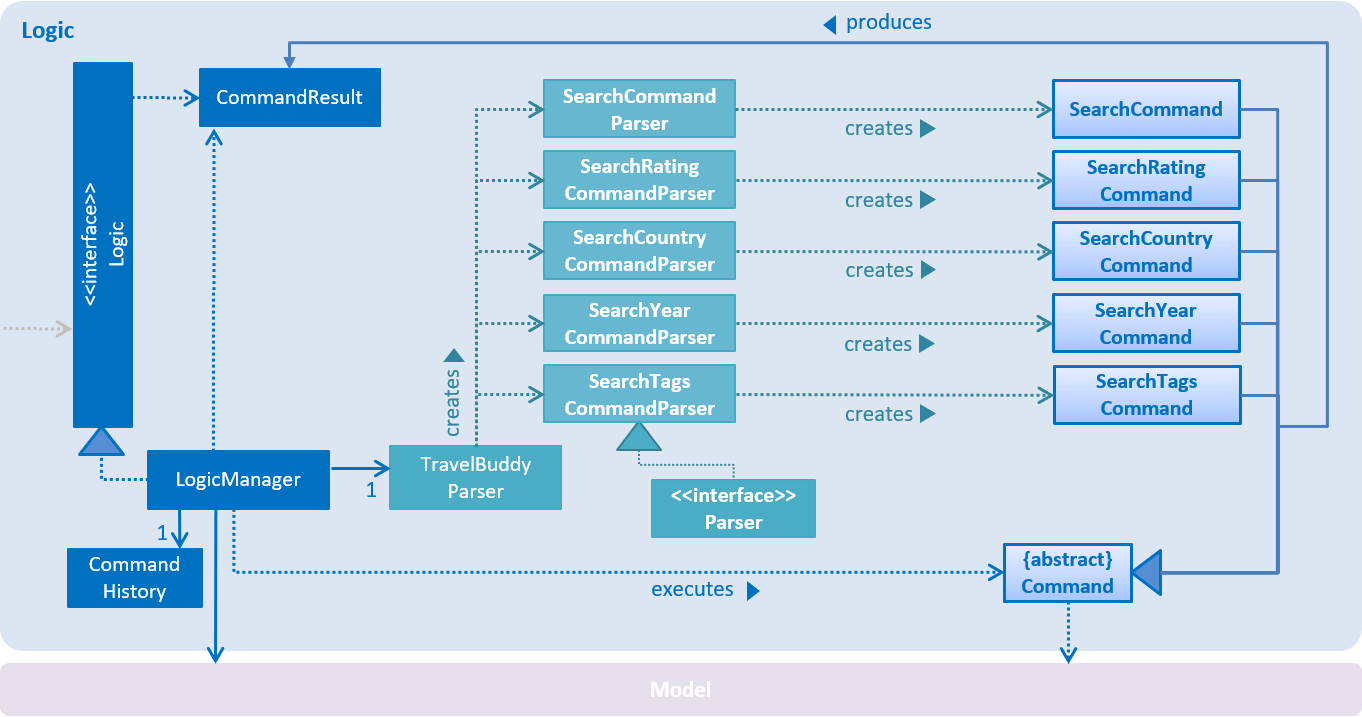 Logic
produces
<<interface>>
Logic
CommandResult
SearchCommand
Parser
creates
SearchCommand
SearchRating
CommandParser
creates
SearchRating
Command
SearchCountry
CommandParser
creates
SearchCountry
Command
SearchYear
CommandParser
creates
SearchYear
Command
SearchTags
CommandParser
creates
SearchTags
Command
creates
LogicManager
1
TravelBuddy
Parser
<<interface>>
Parser
1
Command
History
executes
{abstract}
Command
Model